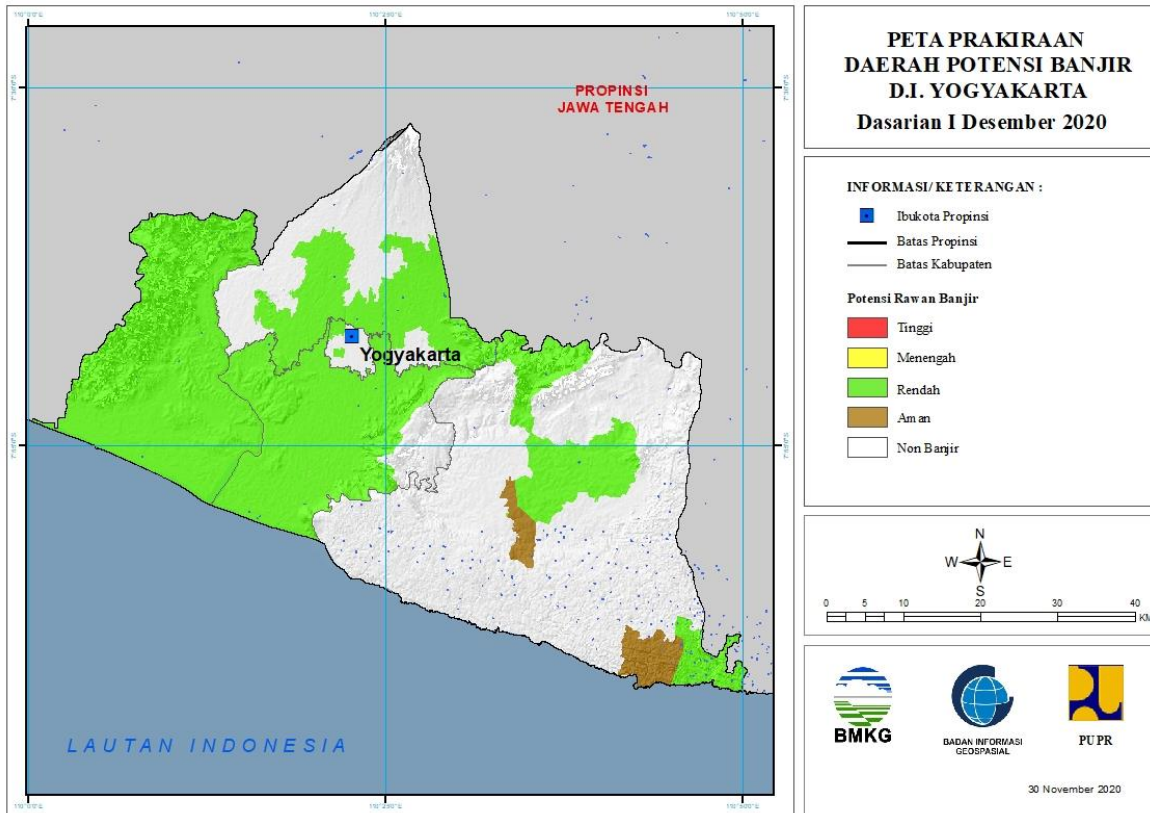 PETA PRAKIRAAN
DAERAH POTENSI BANJIR
D.I. YOGYAKARTA
Dasarian I Desember 2020
INFORMASI/ KETERANGAN :
Ibukota Propinsi
Batas Propinsi
Batas Kabupaten
Potensi Rawan Banjir
Tinggi
Menengah
Rendah
Aman
Non Banjir
N
W E
S
0 5 10 20 30 40
KM
BMKG
BADAN INFORMASI
GEOSPASIAL
PUPR
30 November 2020
PROPINSI
JAWA TENGAH
Yogyakarta
LAUTAN INDONESIA